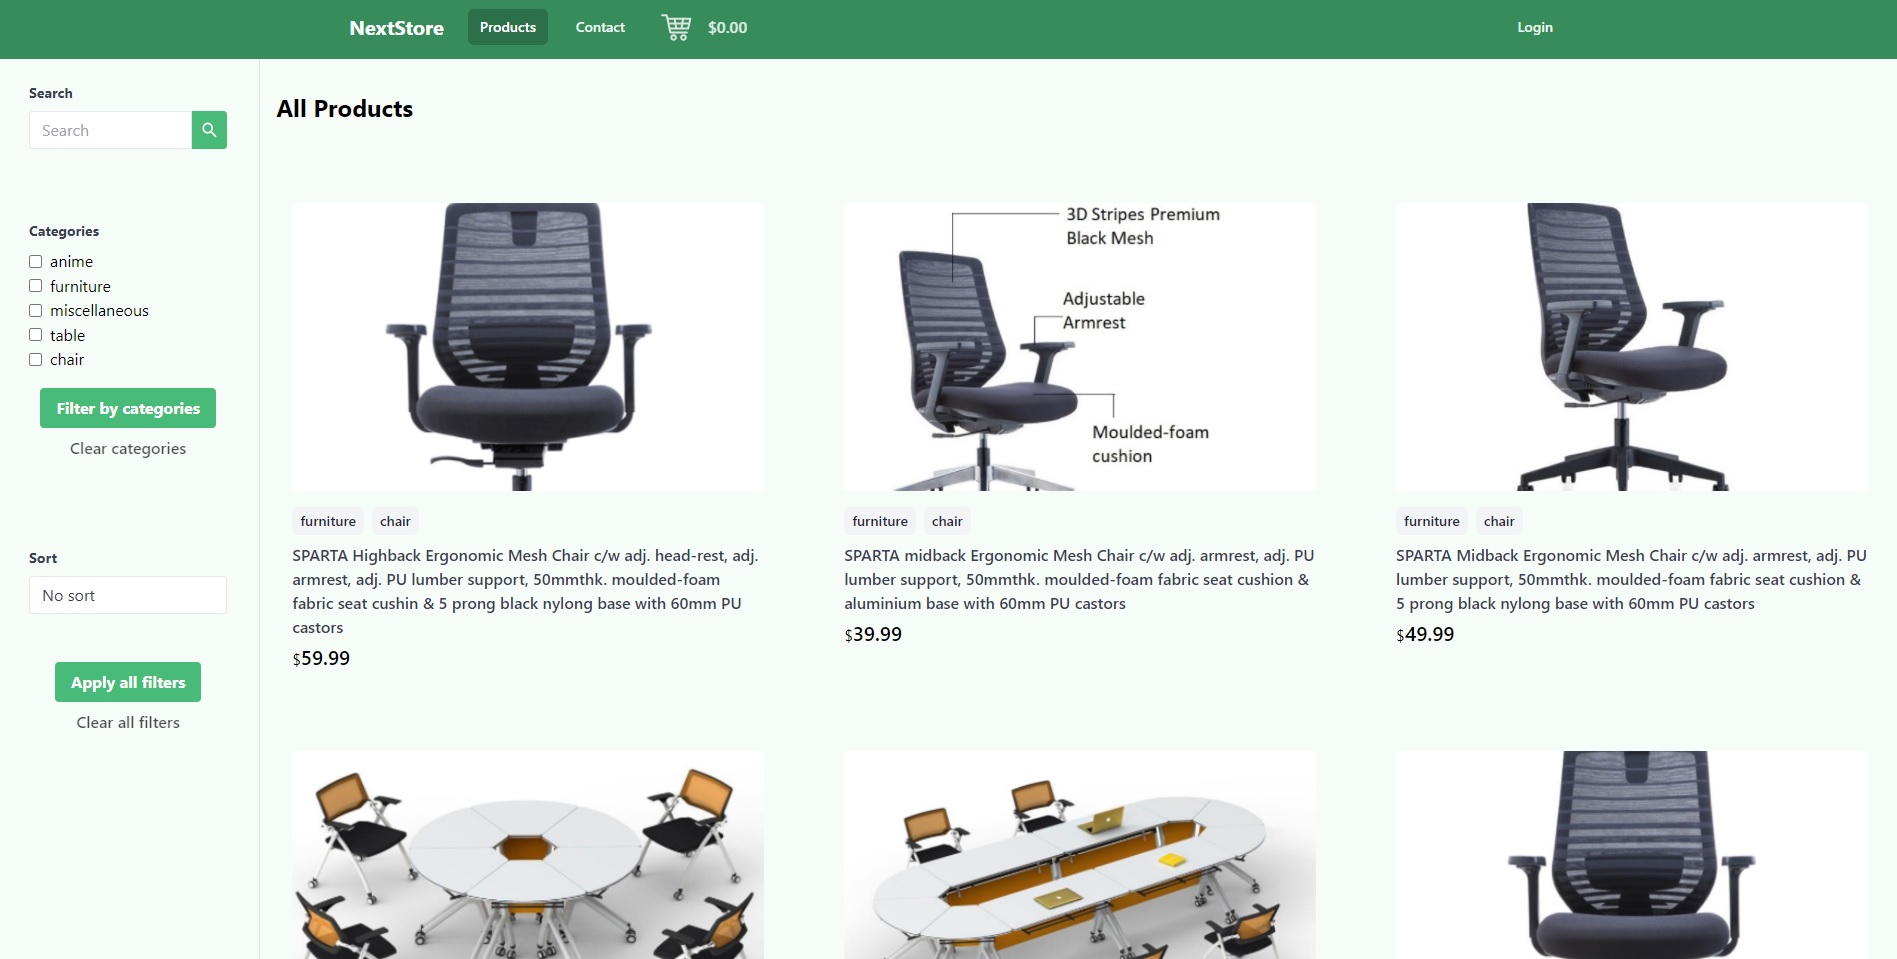 NextStore
Products
Contact
$0.00
Login
Search
Search
Categories
anime
furniture
miscellaneous
table
chair
Filter by categories
Clear categories
Sort
No sort
Apply all filters
Clear all filters
All Products
furniture
chair
SPARTA Highback Ergonomic Mesh Chair c/w adj. head-rest, adj.
armrest, adj. PU lumber support, 50mmthk. moulded-foam
fabric seat cushin & 5 prong black nylong base with 60mm PU
castors
$59.99
3D Stripes Premium
Black Mesh
Adjustable
Armrest
Moulded-foam
cushion
furniture
chair
SPARTA midback Ergonomic Mesh Chair c/w adj. armrest, adj. PU
lumber support, 50mmthk. moulded-foam fabric seat cushion &
aluminium base with 60mm PU castors
$39.99
furniture
chair
SPARTA Midback Ergonomic Mesh Chair c/w adj. armrest, adj. PU
lumber support, 50mmthk. moulded-foam fabric seat cushion &
5 prong black nylong base with 60mm PU castors
$49.99